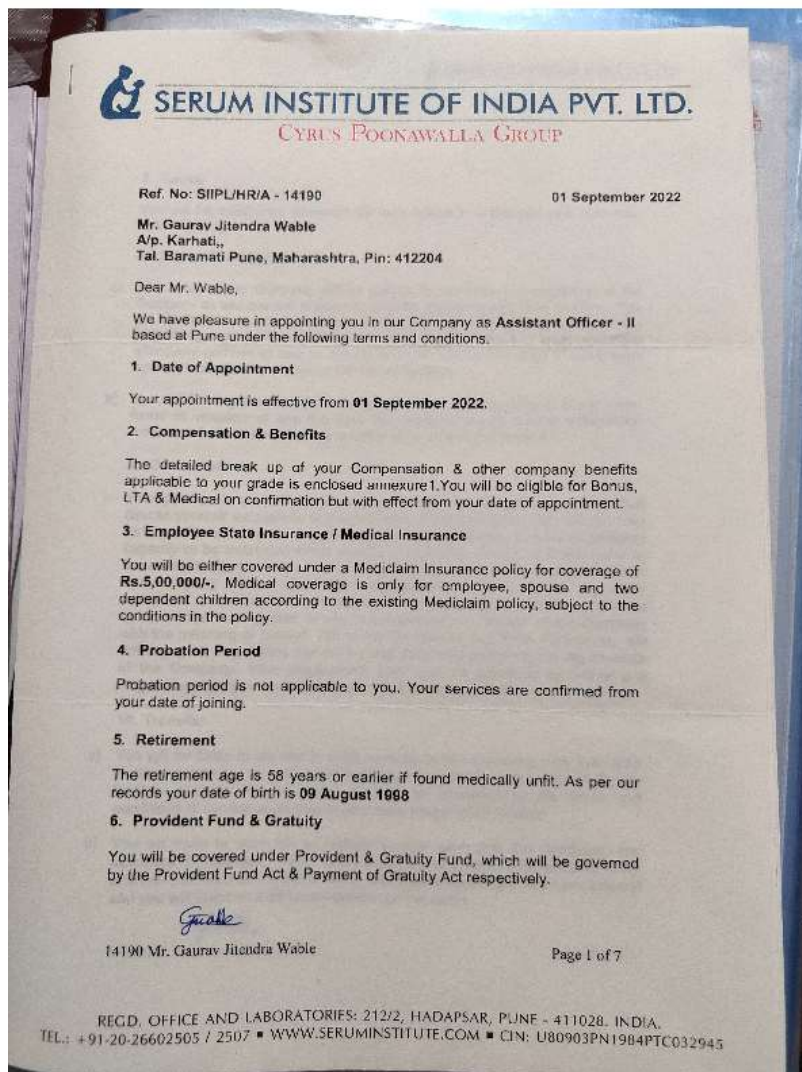 SERUM INSTITUTE OF INDIA PVT. LTD.
CYRUS POONAWALLA GROUP
Ref. No: SIIPL/HR/A - 14190 01 September 2022
Mr. Gaurav Jitendra Wable
A/p. Karhati,,
Tal. Baramati Pune, Maharashtra, Pin: 412204
Dear Mr. Wable,
We have pleasure in appointing you in our Company as Assistant Officer - II
based at Pune under the following terms and conditions.
1. Date of Appointment
Your appointment is effective from 01 September 2022.
2. Compensation & Benefits
The detailed break up of your Compensation & other company benefits
applicable to your grade is enclosed annexure1.You will be eligible for Bonus,
LTA & Medical on confirmation but with effect from your date of appointment.
3. Employee State Insurance / Medical Insurance
You will be either covered under a Mediclaim Insurance policy for coverage of
Rs.5,00,000/-. Medical coverage is only for employee, spouse and two
dependent children according to the existing Mediclaim policy, subject to the
conditions in the policy.
4. Probation Period
Probation period is not applicable to you. Your services are confirmed from
your date of joining.
5. Retirement
The retirement age is 58 years or earlier if found medically unfit. As per our
records your date of birth is 09 August 1998
6. Provident Fund & Gratuity
You will be covered under Provident & Gratuity Fund, which will be governed
by the Provident Fund Act & Payment of Gratuity Act respectively.
14190 Mr. Gaurav Jitendra Wable Page 1 of 7
REGD. OFFICE AND LABORATORIES: 212/2, HADAPSAR, PUNE - 411028. INDIA.
TEL.: +91-20-26602505 / 2507 ■ WWW.SERUMINSTITUTE.COM ■ CIN: U80903PN1984PTC032945